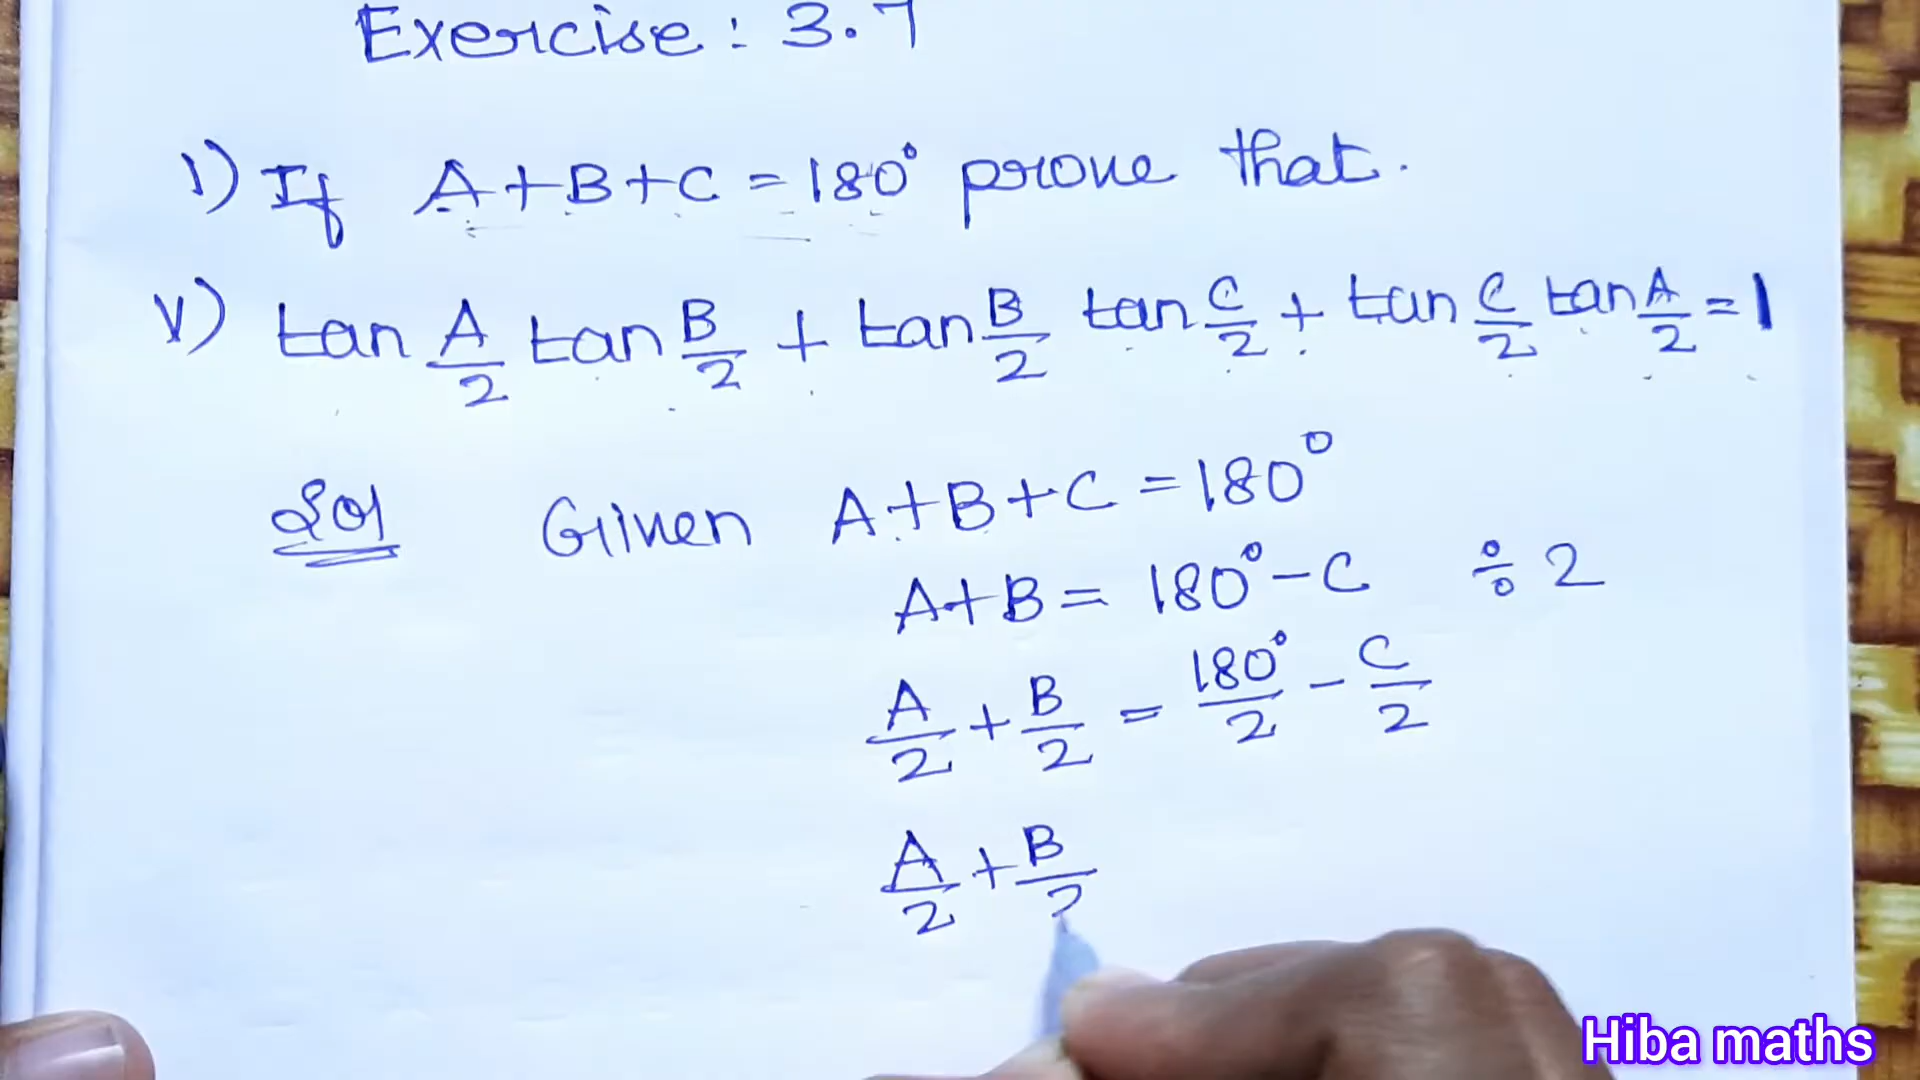 Exercise : 3.7
1) If A+B+C = 180° prove that.
V) tan A/2 tan B/2 + tan B/2 tan C/2 + tan C/2 tan A/2 = 1
Sol Given A+B+C = 180°
A+B = 180° - C ÷ 2
A/2 + B/2 = 180°/2 - C/2
A/2 + B/2
Hiba maths